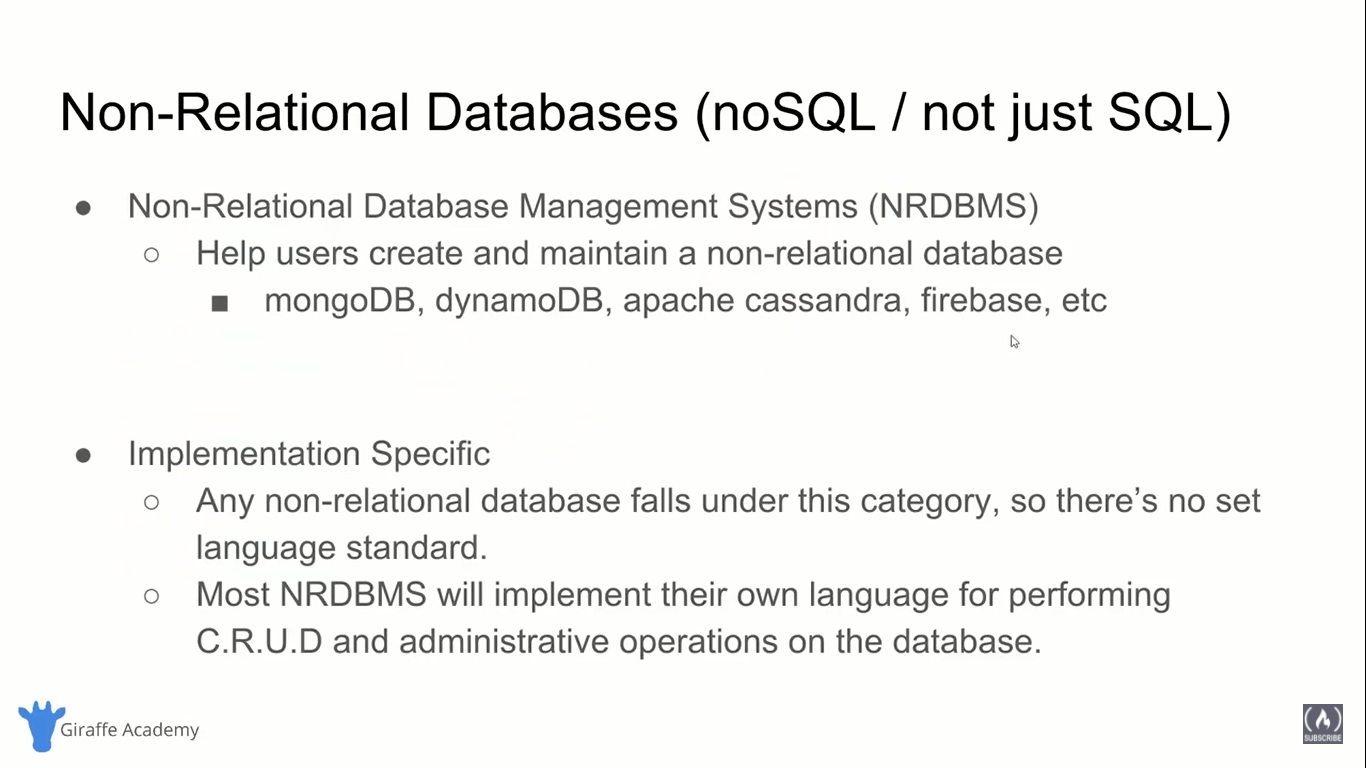 Non-Relational Databases (noSQL / not just SQL)
● Non-Relational Database Management Systems (NRDBMS)
○ Help users create and maintain a non-relational database
■ mongoDB, dynamoDB, apache cassandra, firebase, etc
● Implementation Specific
○ Any non-relational database falls under this category, so there’s no set
language standard.
○ Most NRDBMS will implement their own language for performing
C.R.U.D and administrative operations on the database.
Giraffe Academy
SUBSCRIBE